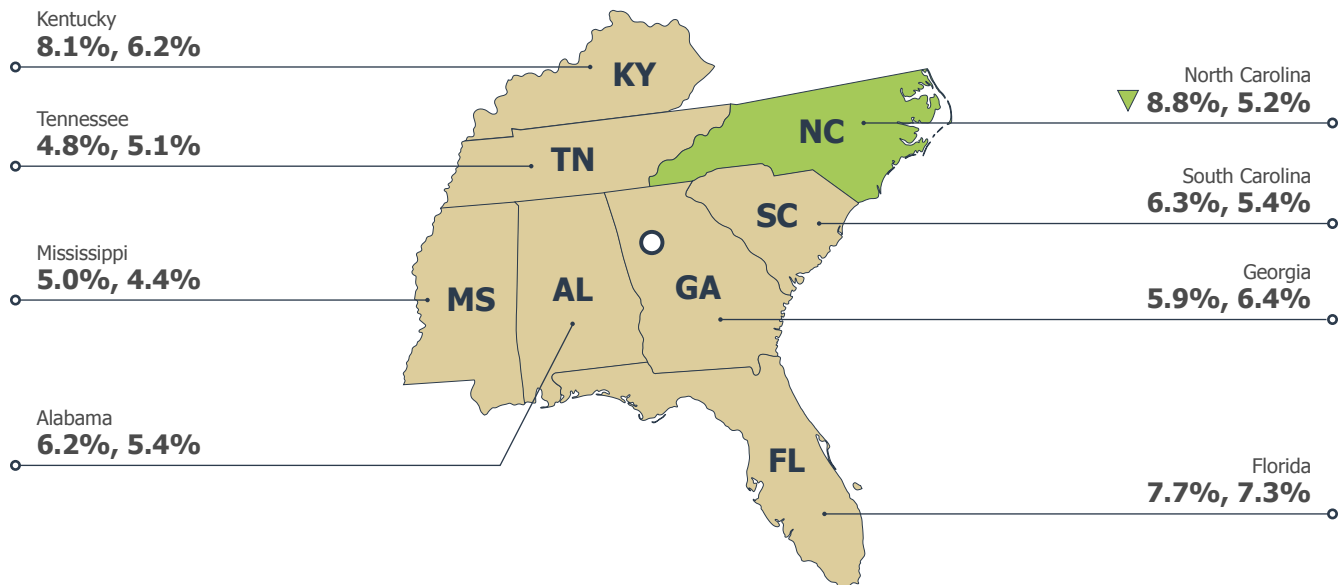 Kentucky
8.1%, 6.2%
Tennessee
4.8%, 5.1%
Mississippi
5.0%, 4.4%
Alabama
6.2%, 5.4%
KY
TN
NC
SC
MS
AL
GA
FL
North Carolina
8.8%, 5.2%
South Carolina
6.3%, 5.4%
Georgia
5.9%, 6.4%
Florida
7.7%, 7.3%